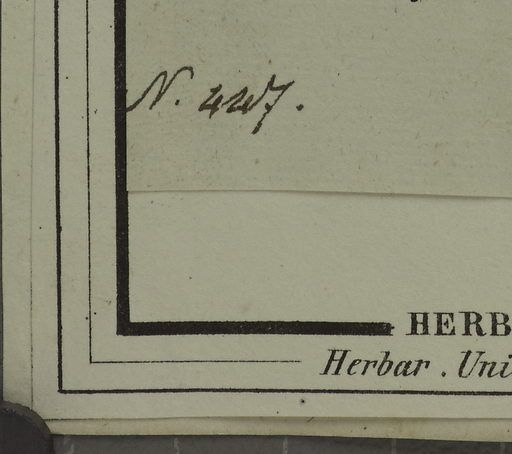 N. 447.
HERB
Herbar. Uni